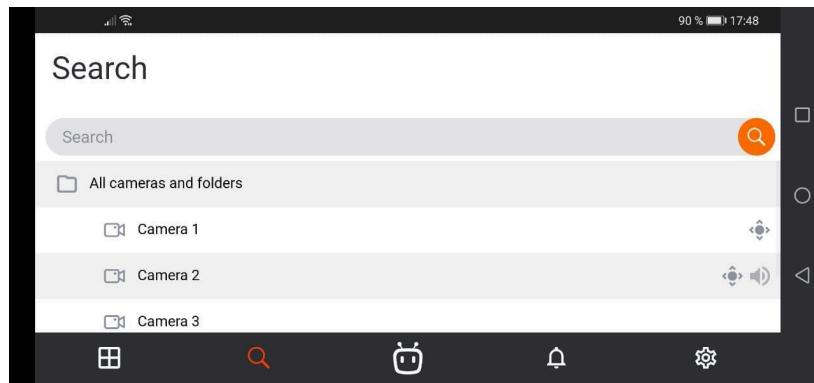 90 % 17:48
Search
Search
All cameras and folders
Camera 1
Camera 2
Camera 3